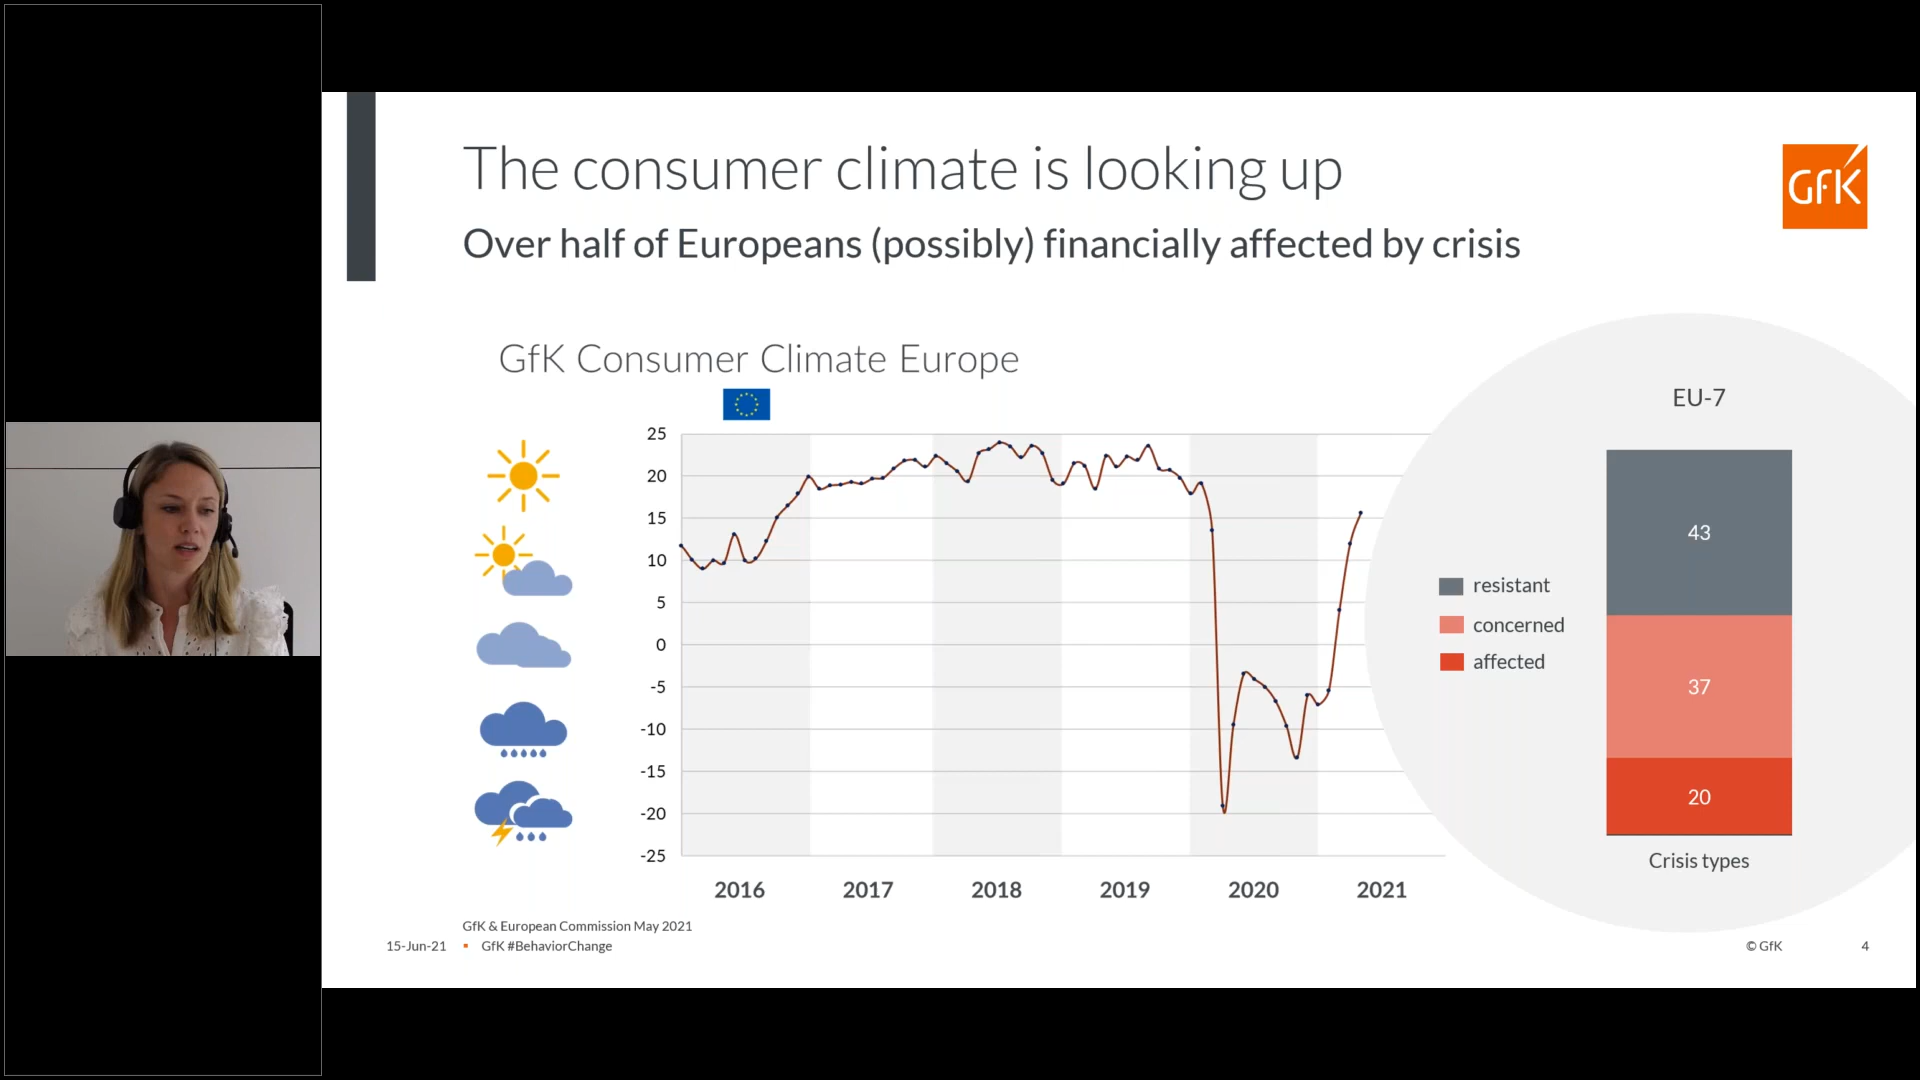 The consumer climate is looking up
GfK
Over half of Europeans (possibly) financially affected by crisis
GfK Consumer Climate Europe
25
20
15
10
5
0
-5
-10
-15
-20
-25
2016 2017 2018 2019 2020 2021
EU-7
resistant
concerned
affected
43
37
20
Crisis types
GfK & European Commission May 2021
15-Jun-21 ▪ GfK #BehaviorChange
© GfK 4